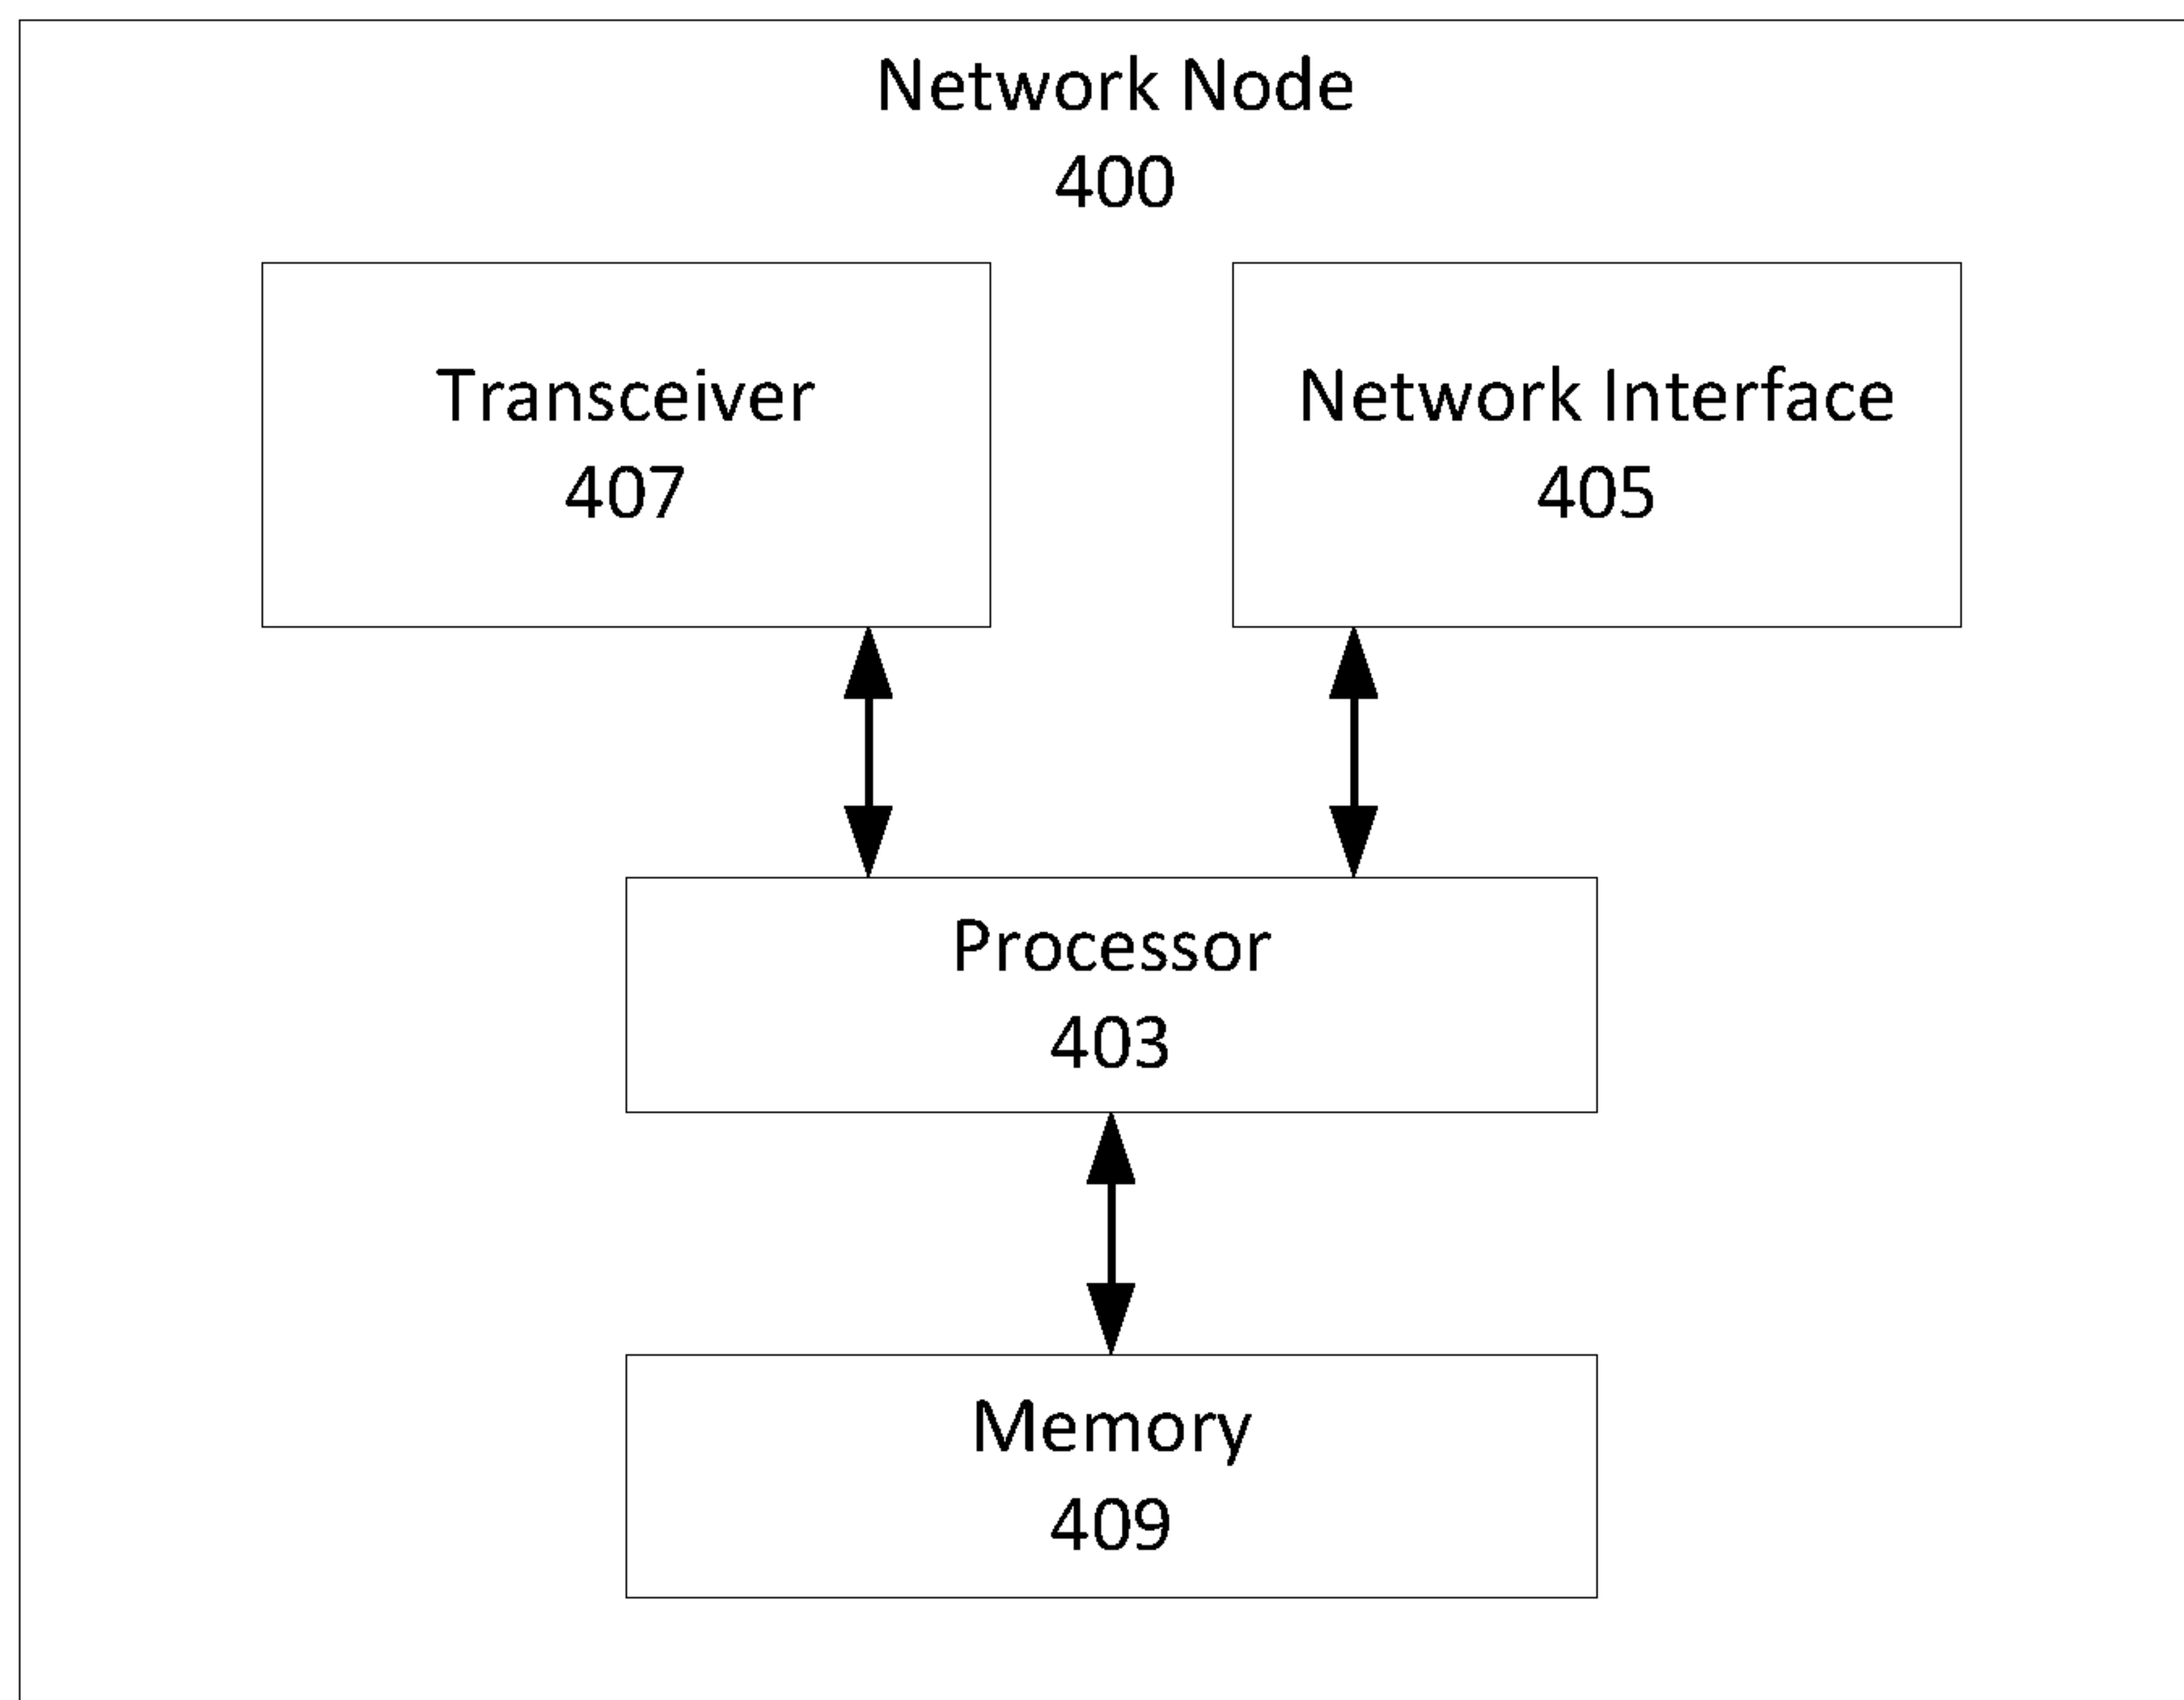 Network Node
400
Transceiver
407
Network Interface
405
Processor
403
Memory
409